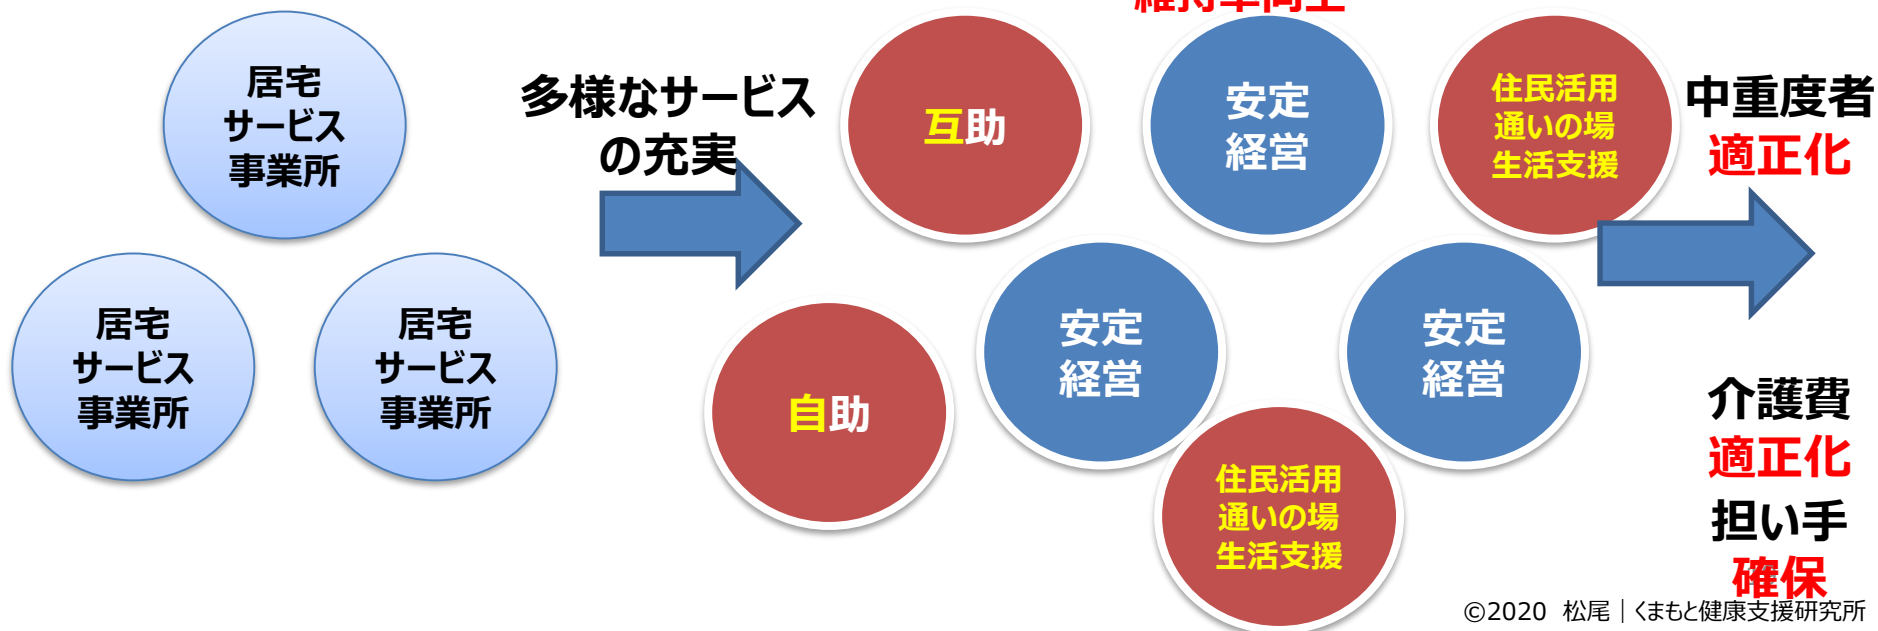 居宅
サービス
事業所
居宅
サービス
事業所
居宅
サービス
事業所
多様なサービス
の充実
維持率向上
互助
安定
経営
住民活用
通いの場
生活支援
自助
安定
経営
安定
経営
住民活用
通いの場
生活支援
中重度者
適正化
介護費
適正化
担い手
確保
©2020 松尾｜くまもと健康支援研究所